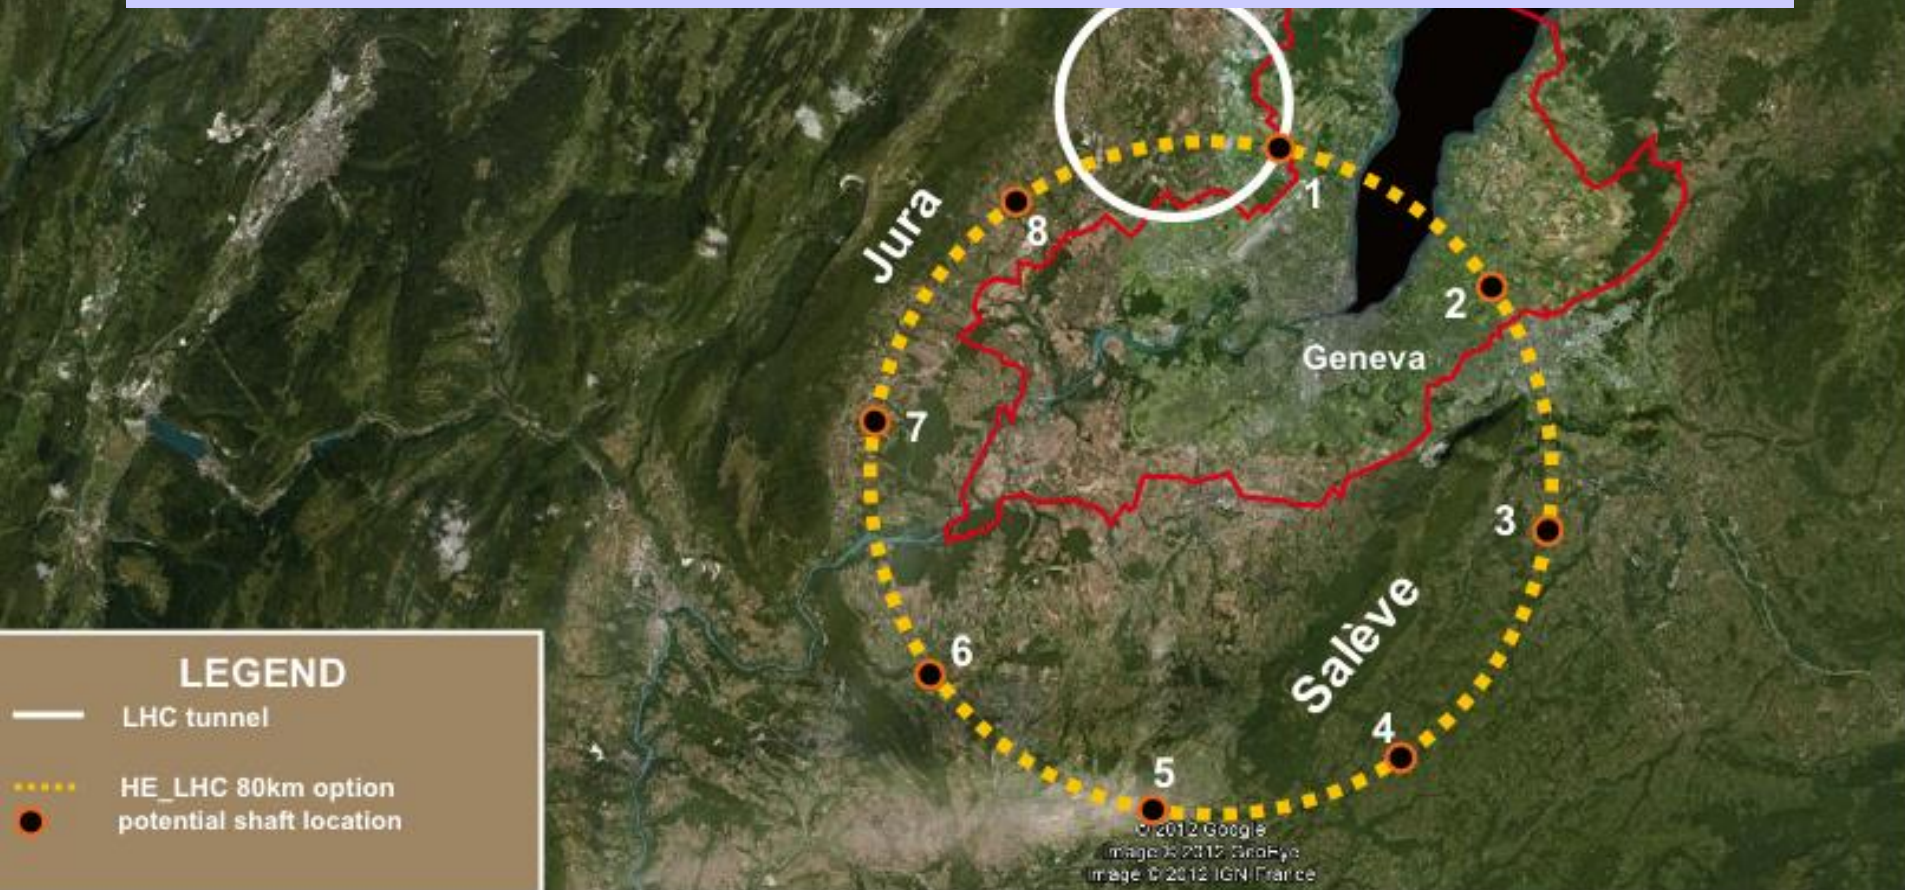 Jura
1
8
2
Geneva
7
3
Salève
6
4
5
LEGEND
LHC tunnel
HE_LHC 80km option
potential shaft location
© 2012 Google
Image © 2012 GeoEye
Image © 2012 IGN France